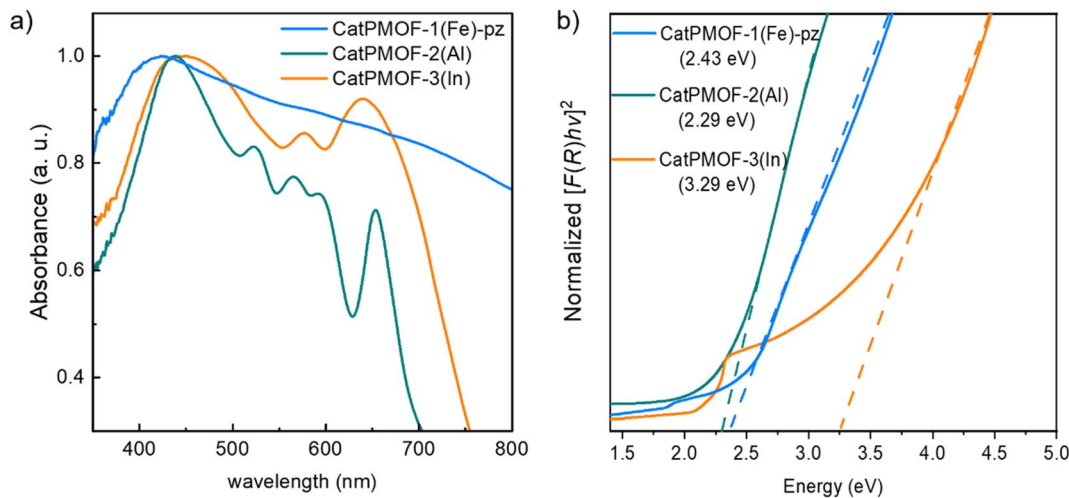 a)
CatPMOF-1(Fe)-pz
CatPMOF-2(Al)
CatPMOF-3(In)
1.0
0.8
0.6
0.4
Absorbance (a. u.)
400 500 600 700 800
wavelength (nm)
b)
CatPMOF-1(Fe)-pz
(2.43 eV)
CatPMOF-2(Al)
(2.29 eV)
CatPMOF-3(In)
(3.29 eV)
Normalized [F(R)hv]²
1.5 2.0 2.5 3.0 3.5 4.0 4.5 5.0
Energy (eV)